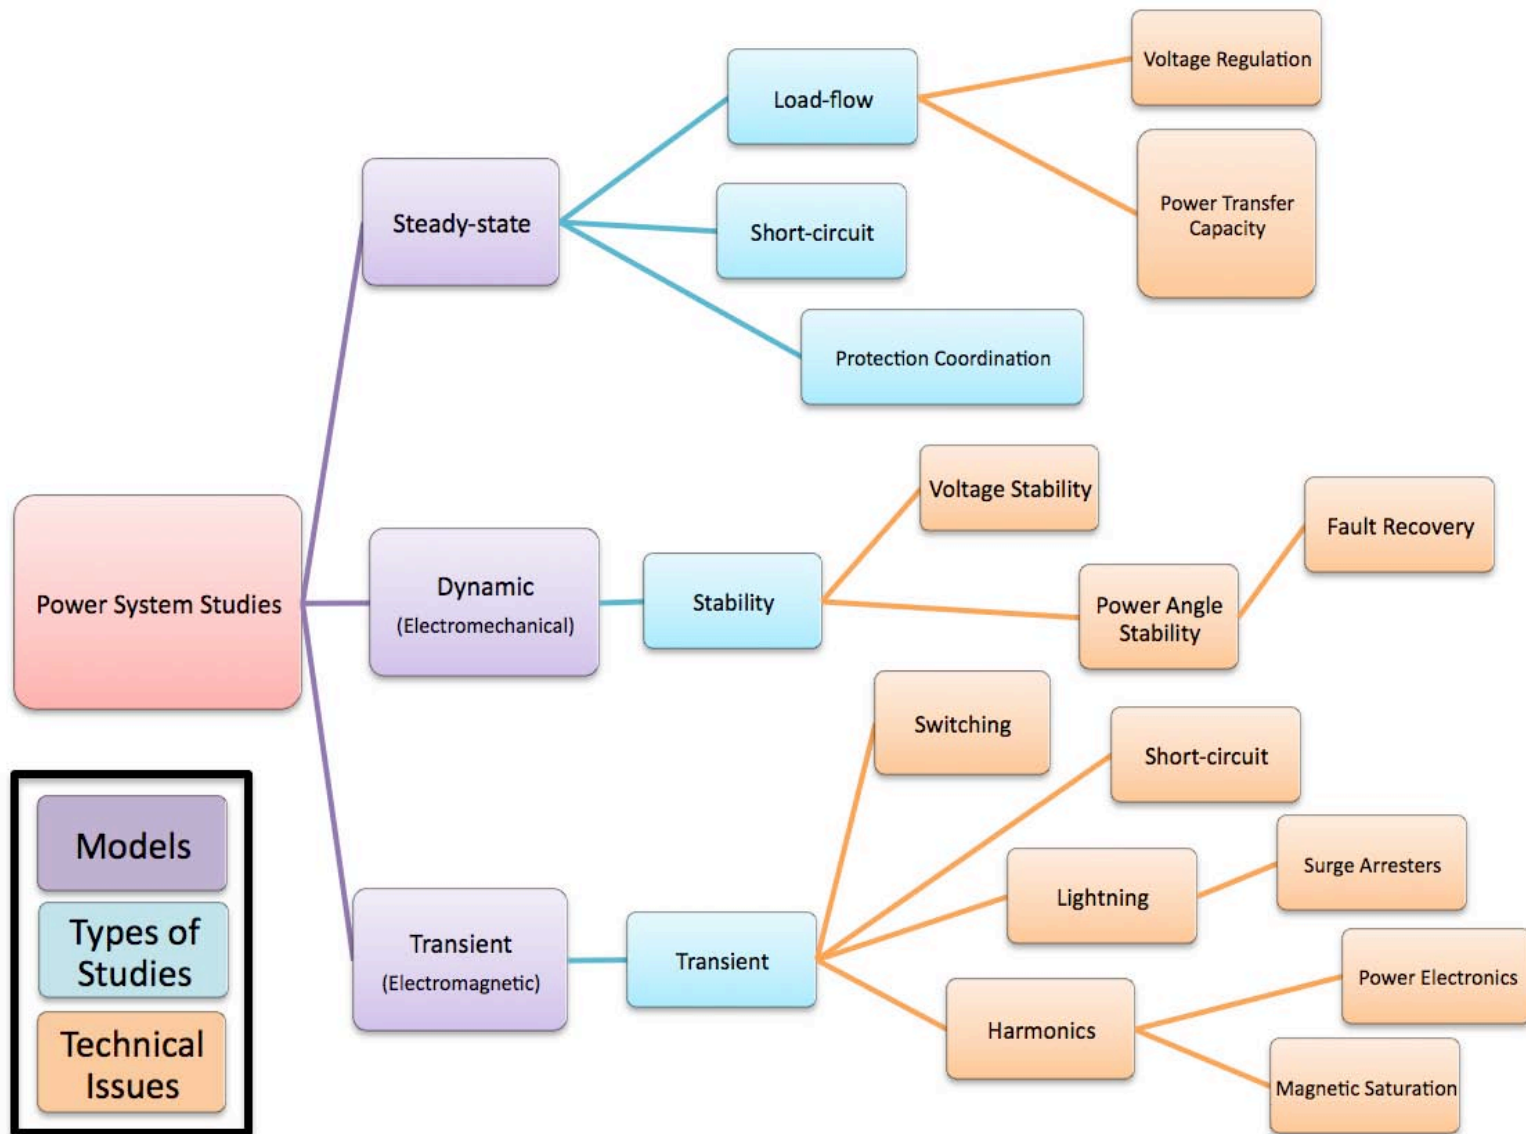 Voltage Regulation
Load-flow
Power Transfer
Capacity
Steady-state
Short-circuit
Protection Coordination
Voltage Stability
Fault Recovery
Dynamic
(Electromechanical)
Stability
Power Angle
Stability
Power System Studies
Switching
Short-circuit
Models
Surge Arresters
Lightning
Types of
Studies
Transient
(Electromagnetic)
Transient
Power Electronics
Harmonics
Technical
Issues
Magnetic Saturation